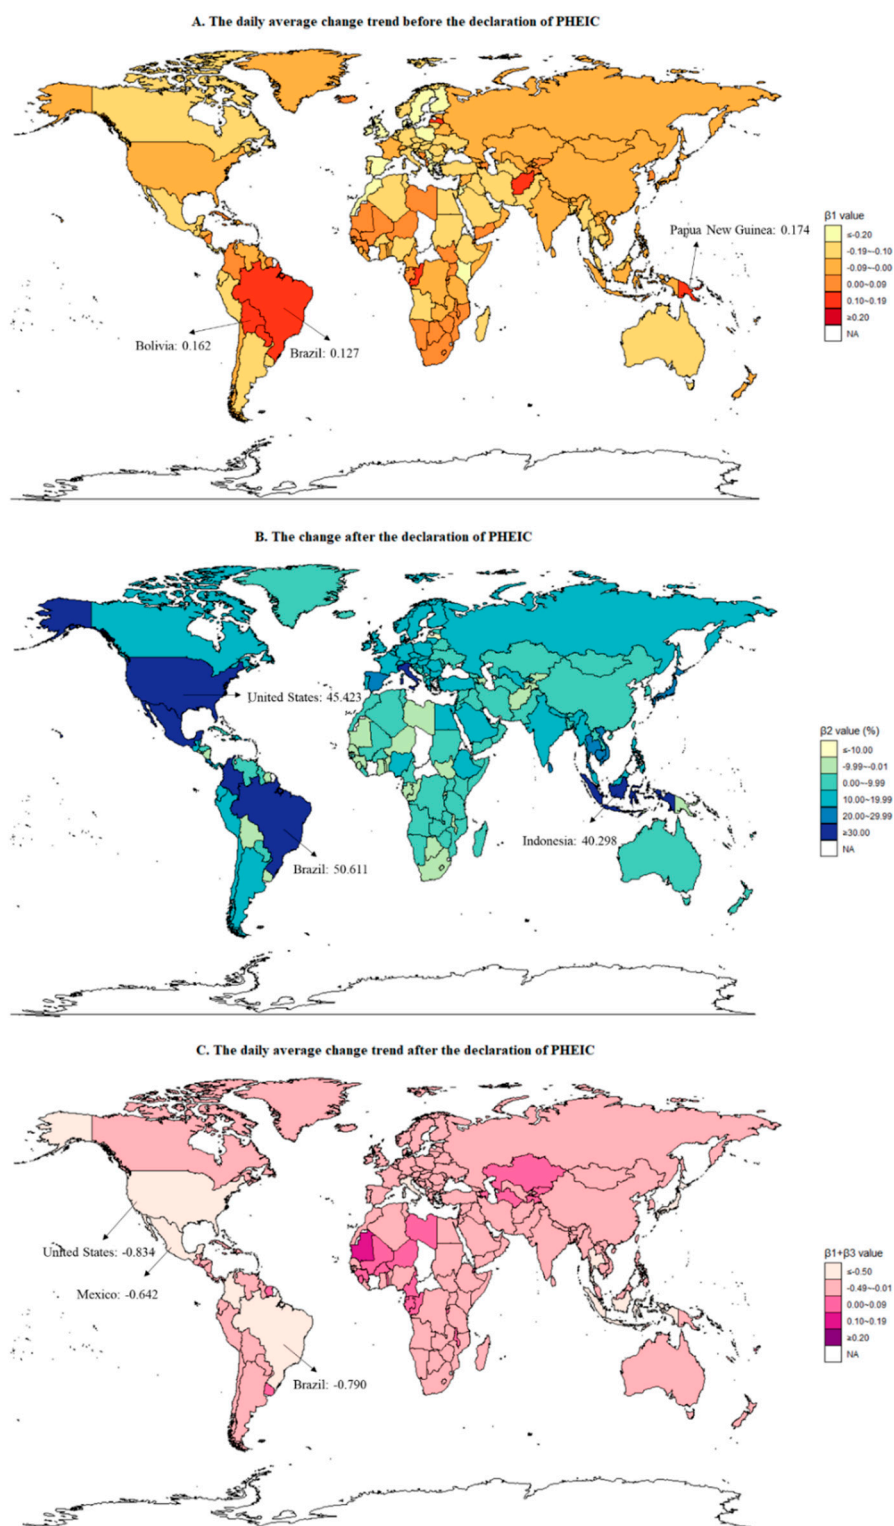 A. The daily average change trend before the declaration of PHEIC
Papua New Guinea: 0.174
Bolivia: 0.162
Brazil: 0.127
β1 value
≤-0.20
-0.19~-0.10
-0.09~-0.00
0.00~0.09
0.10~0.19
≥0.20
NA
B. The change after the declaration of PHEIC
United States: 45.423
Brazil: 50.611
Indonesia: 40.298
β2 value (%)
≤-10.00
-9.99~-0.01
0.00~9.99
10.00~19.99
20.00~29.99
≥30.00
NA
C. The daily average change trend after the declaration of PHEIC
United States: -0.834
Mexico: -0.642
Brazil: -0.790
β1+β3 value
≤-0.50
-0.49~-0.01
0.00~0.09
0.10~0.19
≥0.20
NA